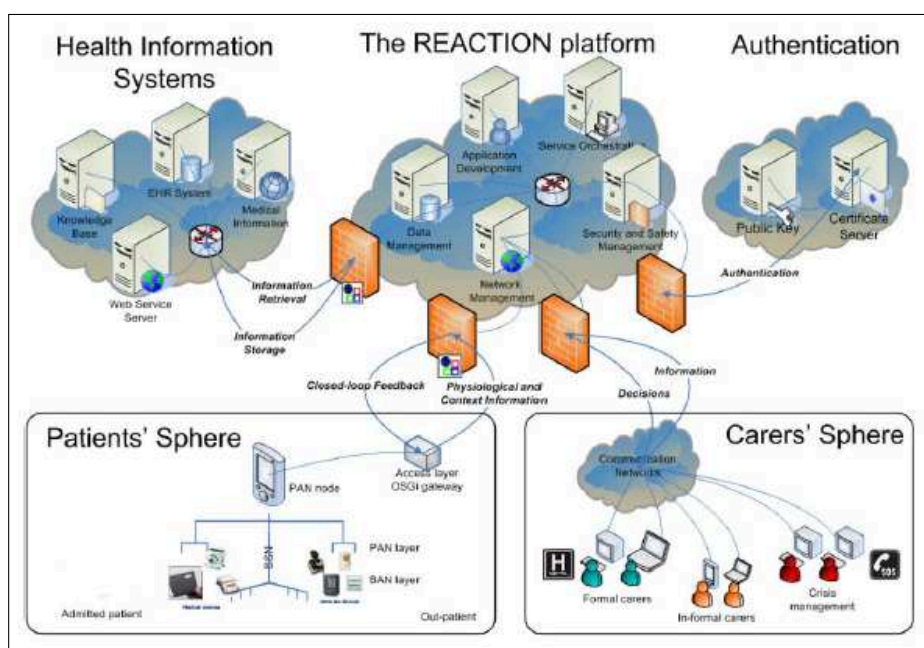 Health Information
Systems
The REACTION platform
Authentication
Knowledge
Base
EHR System
Medical
Information
Web Service
Server
Application
Development
Service Orchestration
Data
Management
Network
Management
Security and Safety
Management
Public Key
Certificate
Server
Information
Retrieval
Information
Storage
Authentication
Closed-loop Feedback
Physiological and
Context Information
Decisions
Information
Patients' Sphere
PAN node
Access layer
OSGi gateway
BSN
PAN layer
BAN layer
Admitted patient
Out-patient
Carers' Sphere
Communication
Networks
H
Formal carers
In-formal carers
Crisis
management
SOS